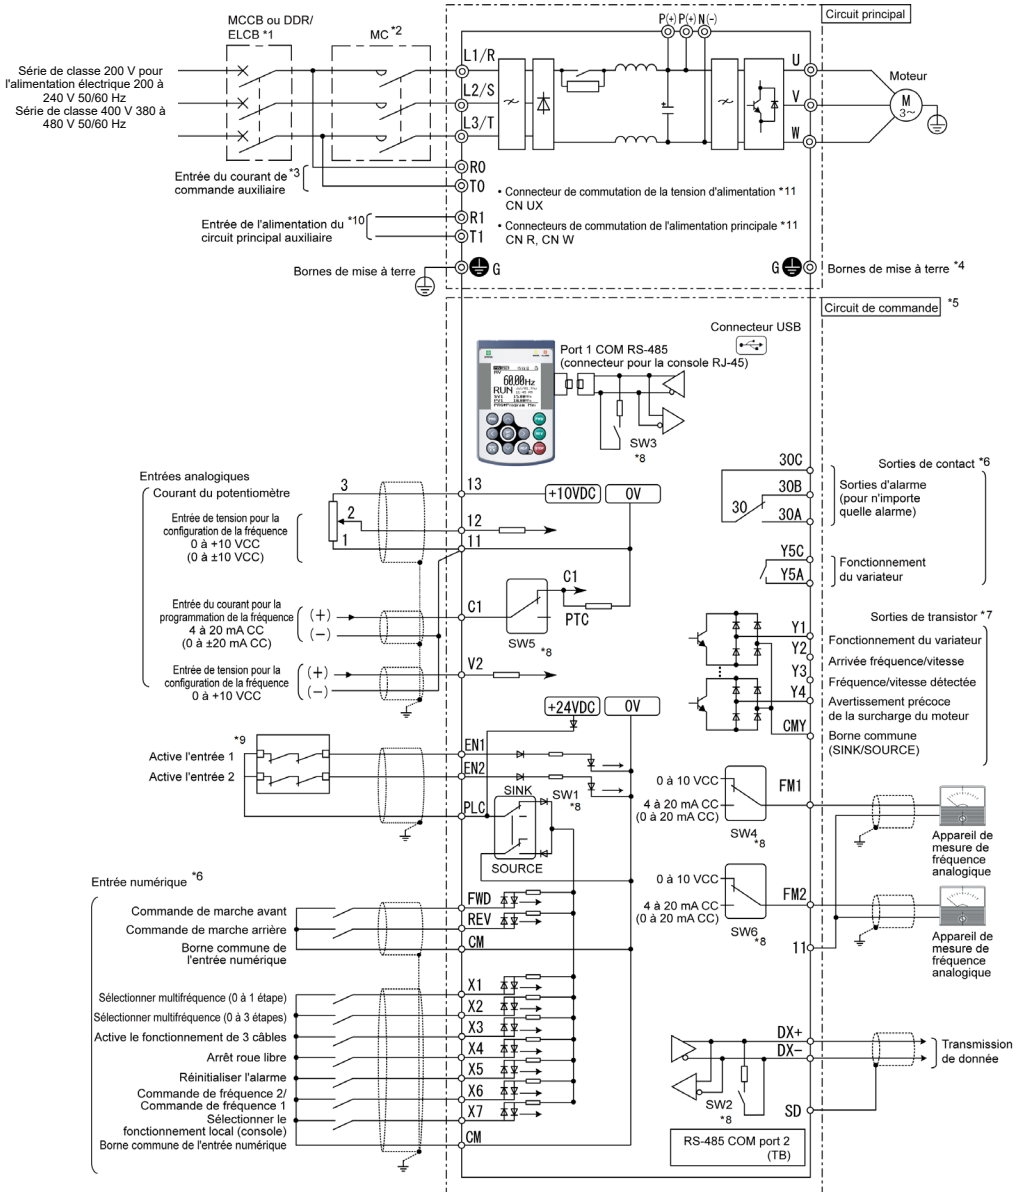 MCCB ou DDR/
ELCB *1
MC *2
P(+) P(+) N(-)
Circuit principal
Série de classe 200 V pour
l'alimentation électrique 200 à
240 V 50/60 Hz
Série de classe 400 V 380 à
480 V 50/60 Hz
L1/R
L2/S
L3/T
U
V
W
Moteur
M
3~
Entrée du courant de *3
commande auxiliaire
R0
T0
Entrée de l'alimentation du *10
circuit principal auxiliaire
R1
T1
• Connecteur de commutation de la tension d'alimentation *11
CN UX
• Connecteurs de commutation de l'alimentation principale *11
CN R, CN W
Bornes de mise à terre
G
G
Bornes de mise à terre *4
Circuit de commande *5
Connecteur USB
Port 1 COM RS-485
(connecteur pour la console RJ-45)
60.00Hz
RUN
SW3
*8
Entrées analogiques
Courant du potentiomètre
3
2
1
13
12
11
+10VDC
0V
Entrée de tension pour la
configuration de la fréquence
0 à +10 VCC
(0 à ±10 VCC)
Entrée du courant pour la
programmation de la fréquence
4 à 20 mA CC
(0 à ±20 mA CC)
(+)
(−)
C1
C1
PTC
SW5 *8
Entrée de tension pour la
configuration de la fréquence
0 à +10 VCC
(+)
(−)
V2
+24VDC
0V
30C
30B
30A
30
Sorties de contact *6
Sorties d'alarme
(pour n'importe
quelle alarme)
Y5C
Y5A
Fonctionnement
du variateur
Sorties de transistor *7
Y1
Y2
Y3
Y4
CMY
Fonctionnement du variateur
Arrivée fréquence/vitesse
Fréquence/vitesse détectée
Avertissement précoce
de la surcharge du moteur
Borne commune
(SINK/SOURCE)
*9
Active l'entrée 1
Active l'entrée 2
EN1
EN2
PLC
SINK
SW1
*8
SOURCE
0 à 10 VCC
4 à 20 mA CC
(0 à 20 mA CC)
SW4
*8
FM1
Appareil de
mesure de
fréquence
analogique
0 à 10 VCC
4 à 20 mA CC
(0 à 20 mA CC)
SW6
*8
FM2
11
Appareil de
mesure de
fréquence
analogique
Entrée numérique *6
Commande de marche avant
Commande de marche arrière
Borne commune de
l'entrée numérique
FWD
REV
CM
Sélectionner multifréquence (0 à 1 étape)
Sélectionner multifréquence (0 à 3 étapes)
Active le fonctionnement de 3 câbles
Arrêt roue libre
Réinitialiser l'alarme
Commande de fréquence 2/
Commande de fréquence 1
Sélectionner le
fonctionnement local (console)
Borne commune de l'entrée numérique
X1
X2
X3
X4
X5
X6
X7
CM
DX+
DX−
SD
Transmission
de donnée
SW2
*8
RS-485 COM port 2
(TB)